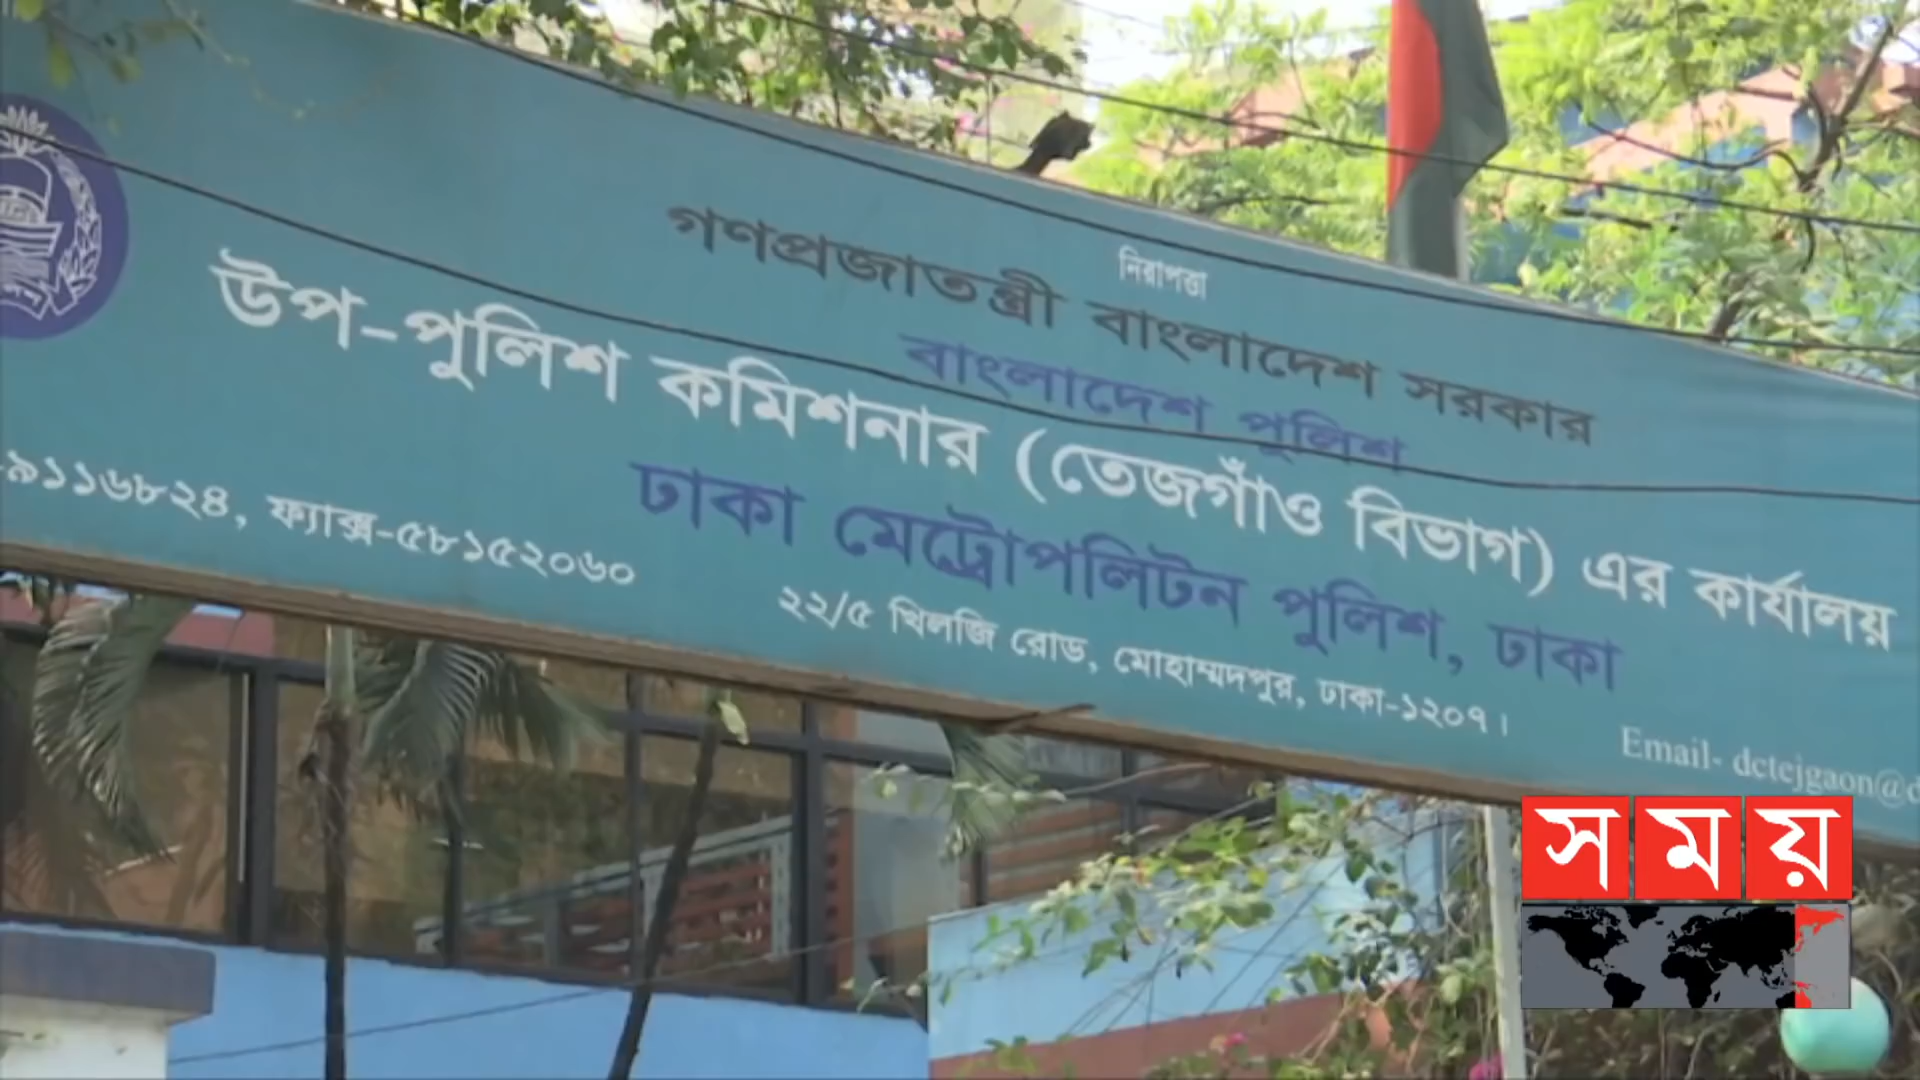 নিরাপত্তা
গণপ্রজাতন্ত্রী বাংলাদেশ সরকার
বাংলাদেশ পুলিশ
উপ-পুলিশ কমিশনার (তেজগাঁও বিভাগ) এর কার্যালয়
ঢাকা মেট্রোপলিটন পুলিশ, ঢাকা
৯১১৬৮২৪, ফ্যাক্স-৫৮১৫২০৬০
২২/৫ খিলজি রোড, মোহাম্মদপুর, ঢাকা-১২০৭।
Email- dctejgaon@d
সময়